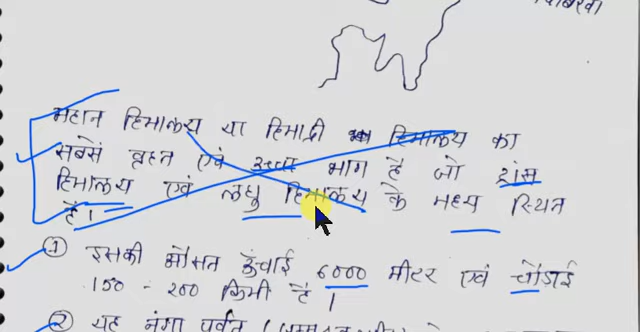 महान हिमालय या हिमाद्री हिमालय का
सबसे वृहत एवं उच्च भाग है जो ट्रांस
हिमालय एवं लघु हिमालय के मध्य स्थित
है।
① इसकी औसत ऊंचाई 6000 मीटर एवं चौड़ाई
150 - 200 किमी है।
② यह नंगा पर्वत